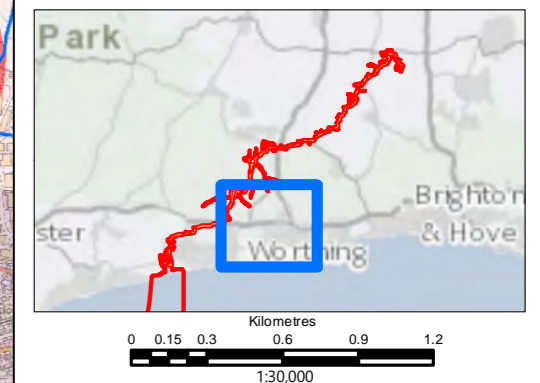 Park
Brighton
ster
& Hove
Worthing
Kilometres
0 0.15 0.3 0.6 0.9 1.2
1:30,000